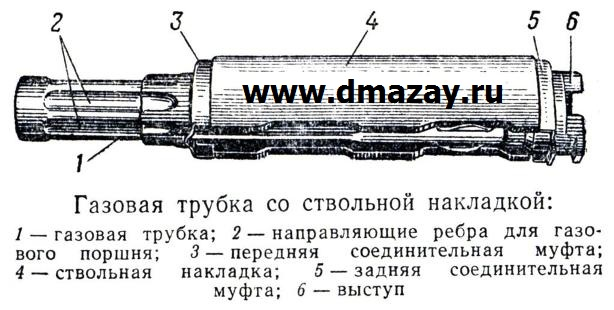 2
3
4
5
6
www.dmazay.ru
1
Газовая трубка со ствольной накладкой:
1 — газовая трубка; 2 — направляющие ребра для газо-
вого поршня; 3 — передняя соединительная муфта;
4 — ствольная накладка; 5 — задняя соединительная
муфта; 6 — выступ